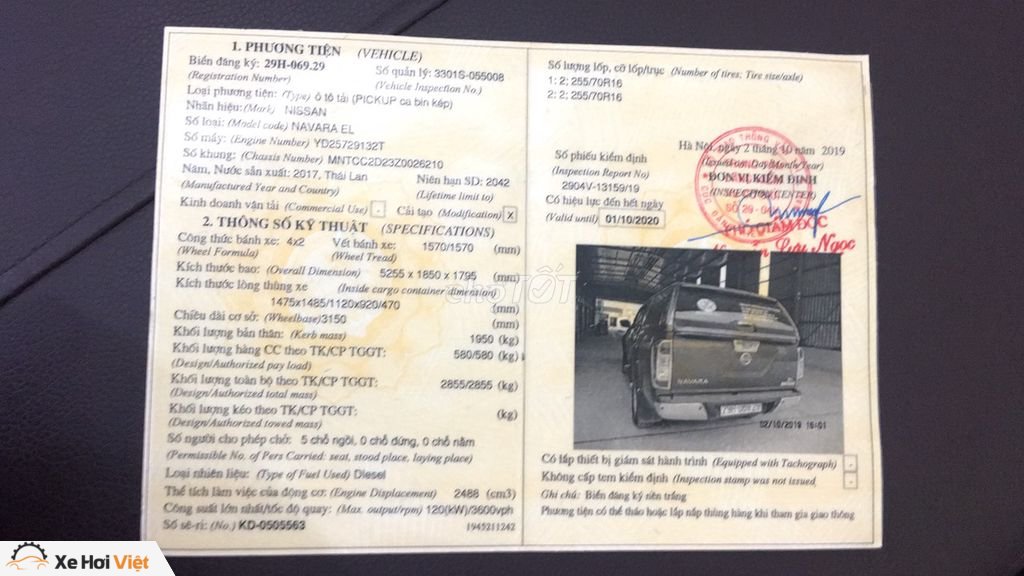 1. PHƯƠNG TIỆN (VEHICLE)
Biển đăng ký: 29H-069.29
(Registration Number)
Số quản lý: 3301S-055008
(Vehicle Inspection No.)
Loại phương tiện: (Type) ô tô tải (PICKUP ca bin kép)
Nhãn hiệu: (Mark) NISSAN
Số loại: (Model code) NAVARA EL
Số máy: (Engine Number) YD25729132T
Số khung: (Chassis Number) MNTCC2D23Z0026210
Năm, Nước sản xuất: 2017, Thái Lan
(Manufactured Year and Country)
Niên hạn SD: 2042
(Lifetime limit to)
Kinh doanh vận tải (Commercial Use) - Cải tạo (Modification) X
2. THÔNG SỐ KỸ THUẬT (SPECIFICATIONS)
Công thức bánh xe: 4x2 Vết bánh xe: 1570/1570 (mm)
(Wheel Formula) (Wheel Tread)
Kích thước bao: (Overall Dimension) 5255 x 1850 x 1795 (mm)
Kích thước lòng thùng xe (Inside cargo container dimension)
1475x1485/1120x920/470 (mm)
Chiều dài cơ sở: (Wheelbase) 3150 (mm)
Khối lượng bản thân: (Kerb mass) 1950 (kg)
Khối lượng hàng CC theo TK/CP TGGT: 580/580 (kg)
(Design/Authorized pay load)
Khối lượng toàn bộ theo TK/CP TGGT: 2855/2855 (kg)
(Design/Authorized total mass)
Khối lượng kéo theo TK/CP TGGT: (kg)
(Design/Authorized towed mass)
Số người cho phép chở: 5 chỗ ngồi, 0 chỗ đứng, 0 chỗ nằm
(Permissible No. of Pers Carried: seat, stood place, laying place)
Loại nhiên liệu: (Type of Fuel Used) Diesel
Thể tích làm việc của động cơ: (Engine Displacement) 2488 (cm3)
Công suất lớn nhất/tốc độ quay: (Max. output/rpm) 120(kW)/3600vph
Số sê-ri: (No.) KD-0505563 1945211242
Số lượng lốp, cỡ lốp/trục (Number of tires; Tire size/axle)
1: 2; 255/70R16
2: 2; 255/70R16
Hà Nội, ngày 2 tháng 10 năm 2019
(Issued on: Day/Month/Year)
Số phiếu kiểm định
(Inspection Report No)
2904V-13159/19
ĐƠN VỊ KIỂM ĐỊNH
(INSPECTION CENTER)
Có hiệu lực đến hết ngày
(Valid until) 01/10/2020
PHÓ GIÁM ĐỐC
Lưu Ngọc
chợTỐT
NAVARA
02/10/2019 16:01
Có lắp thiết bị giám sát hành trình (Equipped with Tachograph) -
Không cấp tem kiểm định (Inspection stamp was not issued) -
Ghi chú: Biển đăng ký nền trắng
Phương tiện có thể tháo hoặc lắp nắp thùng hàng khi tham gia giao thông
Xe Hơi Việt